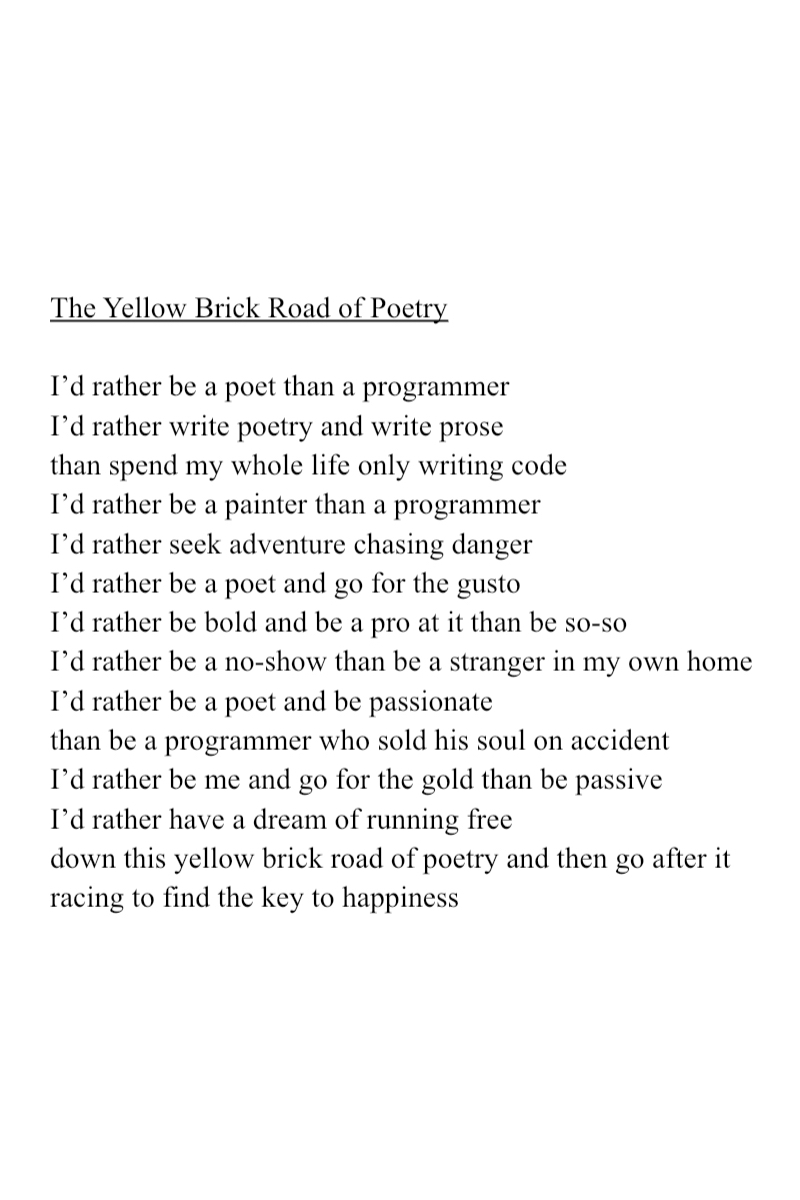 The Yellow Brick Road of Poetry
I’d rather be a poet than a programmer
I’d rather write poetry and write prose
than spend my whole life only writing code
I’d rather be a painter than a programmer
I’d rather seek adventure chasing danger
I’d rather be a poet and go for the gusto
I’d rather be bold and be a pro at it than be so-so
I’d rather be a no-show than be a stranger in my own home
I’d rather be a poet and be passionate
than be a programmer who sold his soul on accident
I’d rather be me and go for the gold than be passive
I’d rather have a dream of running free
down this yellow brick road of poetry and then go after it
racing to find the key to happiness